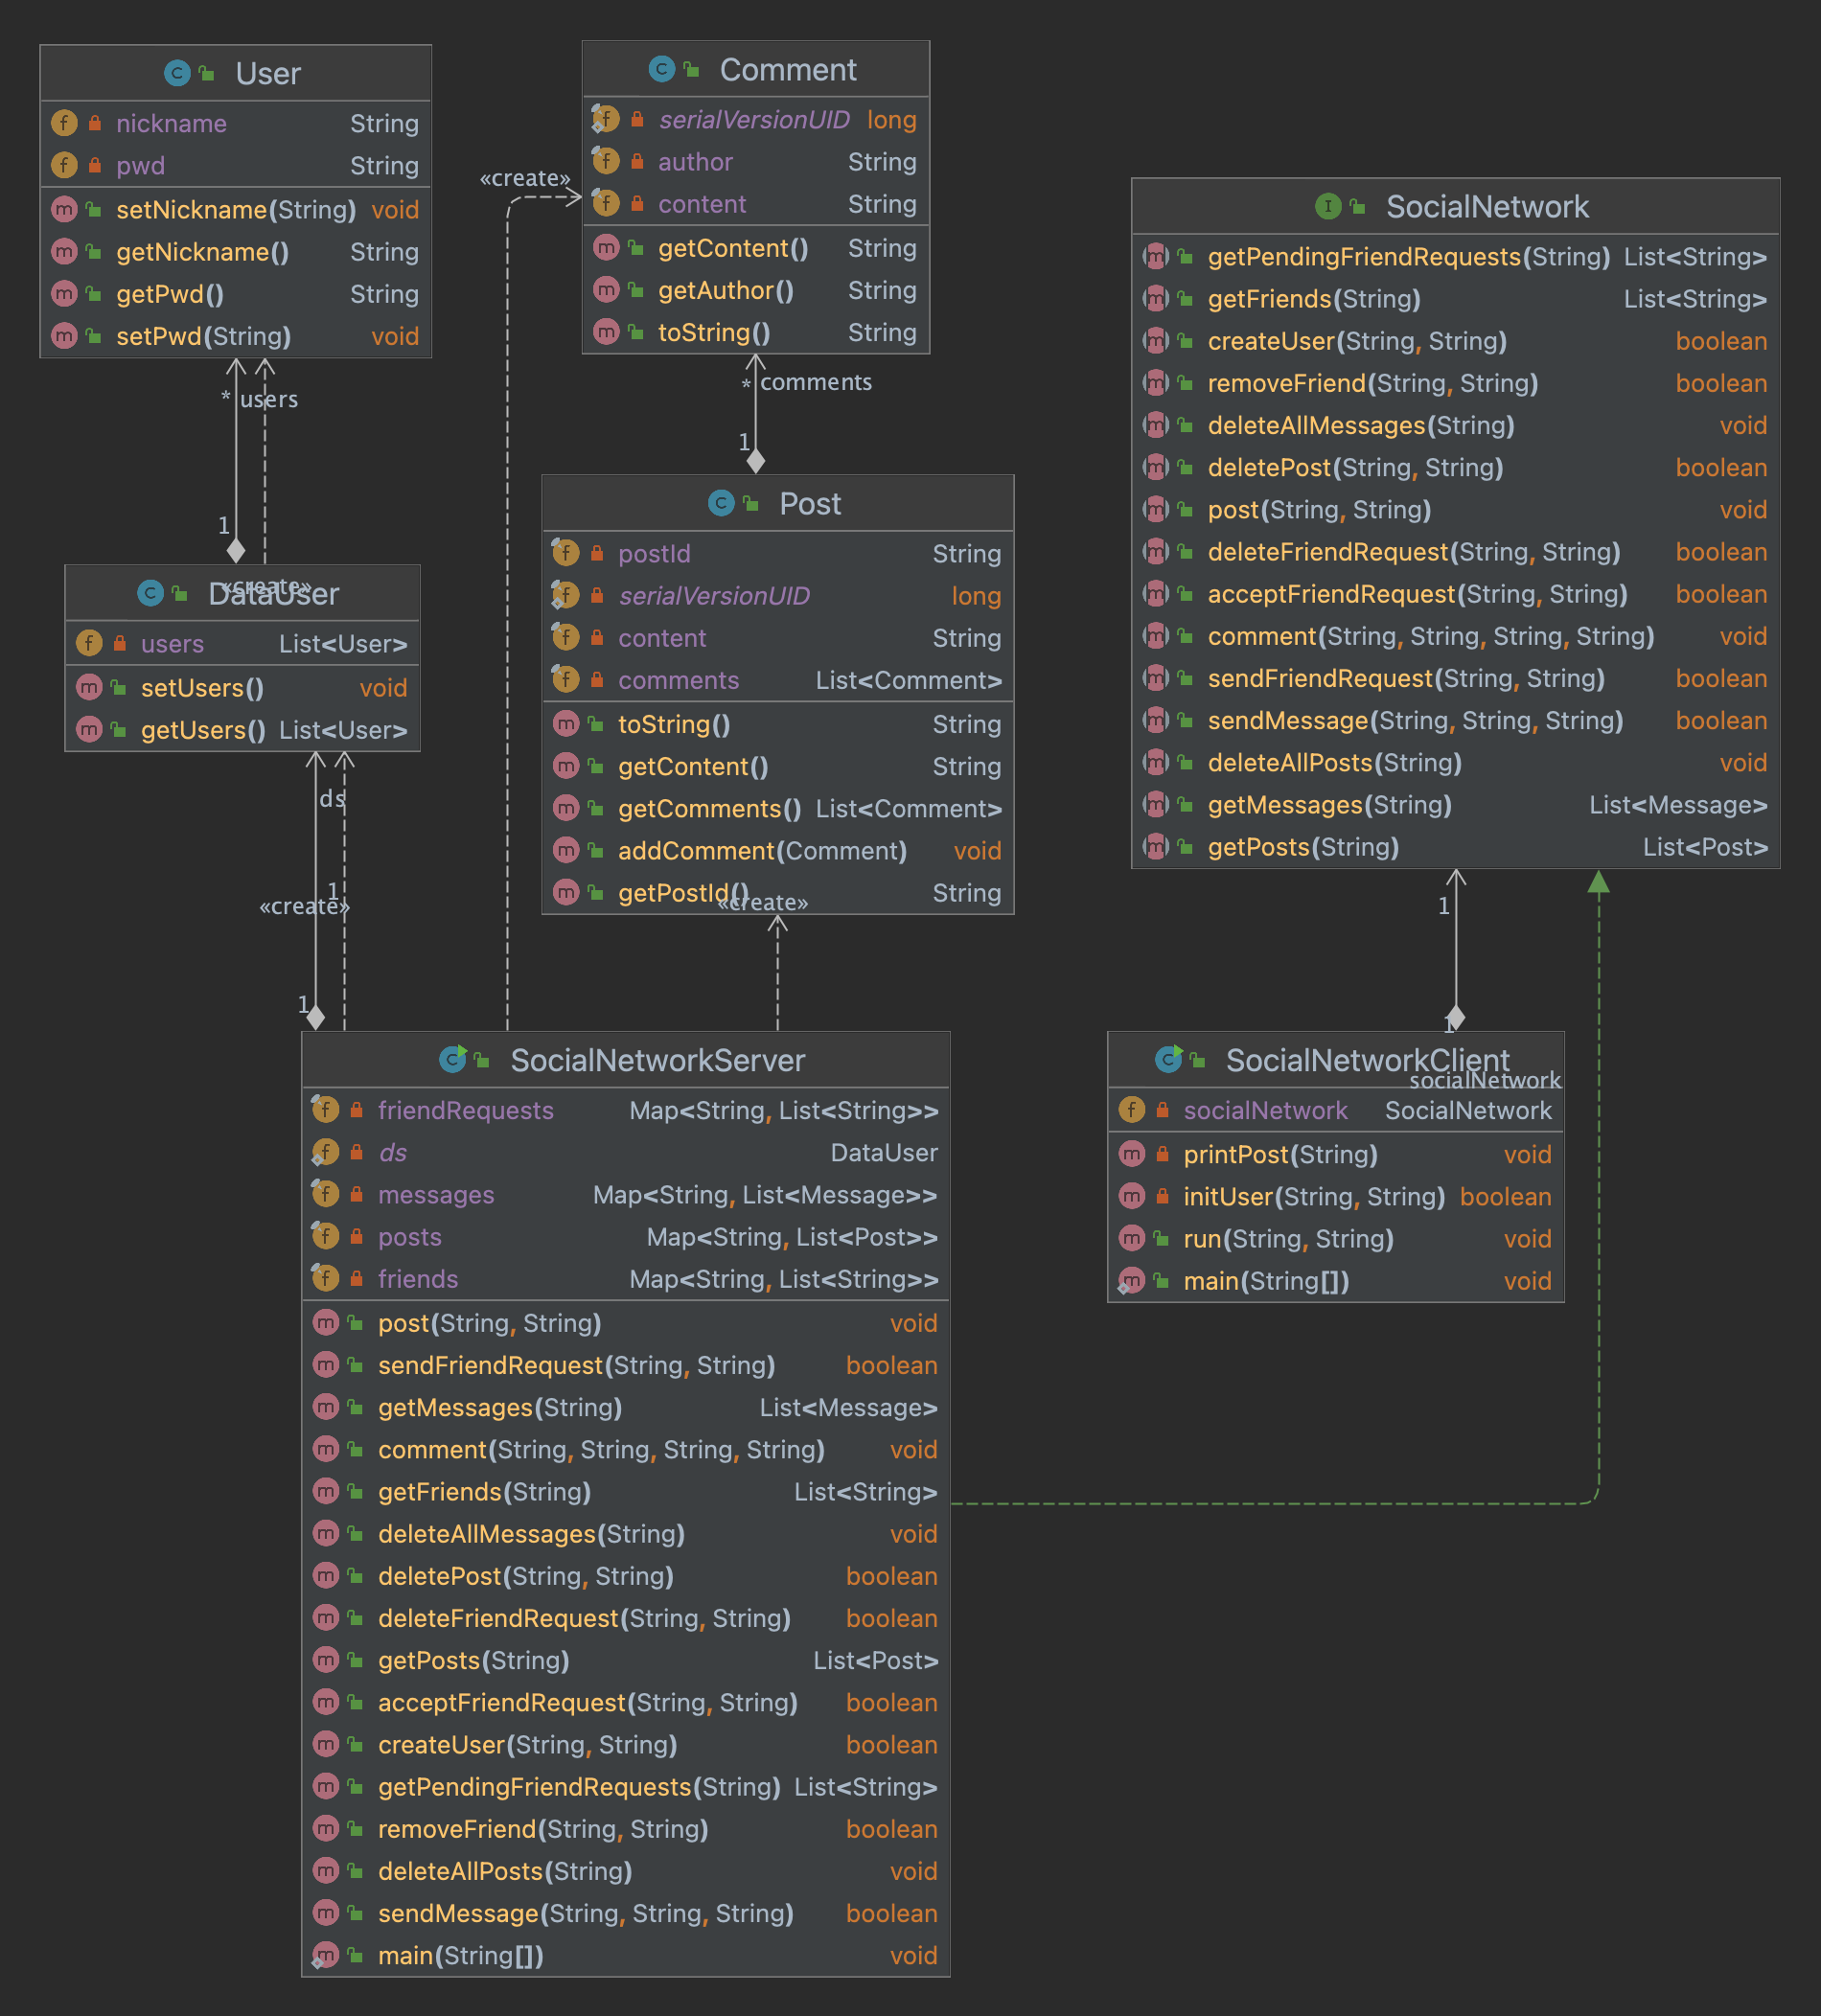 User
nickname String
pwd String
setNickname(String) void
getNickname() String
getPwd() String
setPwd(String) void
Comment
serialVersionUID long
author String
content String
getContent() String
getAuthor() String
toString() String
«create»
* users
* comments
1
1
SocialNetwork
getPendingFriendRequests(String) List<String>
getFriends(String) List<String>
createUser(String, String) boolean
removeFriend(String, String) boolean
deleteAllMessages(String) void
deletePost(String, String) boolean
post(String, String) void
deleteFriendRequest(String, String) boolean
acceptFriendRequest(String, String) boolean
comment(String, String, String, String) void
sendFriendRequest(String, String) boolean
sendMessage(String, String, String) boolean
deleteAllPosts(String) void
getMessages(String) List<Message>
getPosts(String) List<Post>
«create»
DataUser
users List<User>
setUsers() void
getUsers() List<User>
Post
postId String
serialVersionUID long
content String
comments List<Comment>
toString() String
getContent() String
getComments() List<Comment>
addComment(Comment) void
getPostId() String
«create»
ds
1
«create»
1
1
1
SocialNetworkServer
friendRequests Map<String, List<String>>
ds DataUser
messages Map<String, List<Message>>
posts Map<String, List<Post>>
friends Map<String, List<String>>
post(String, String) void
sendFriendRequest(String, String) boolean
getMessages(String) List<Message>
comment(String, String, String, String) void
getFriends(String) List<String>
deleteAllMessages(String) void
deletePost(String, String) boolean
deleteFriendRequest(String, String) boolean
getPosts(String) List<Post>
acceptFriendRequest(String, String) boolean
createUser(String, String) boolean
getPendingFriendRequests(String) List<String>
removeFriend(String, String) boolean
deleteAllPosts(String) void
sendMessage(String, String, String) boolean
main(String[]) void
SocialNetworkClient
socialNetwork
socialNetwork SocialNetwork
printPost(String) void
initUser(String, String) boolean
run(String, String) void
main(String[]) void